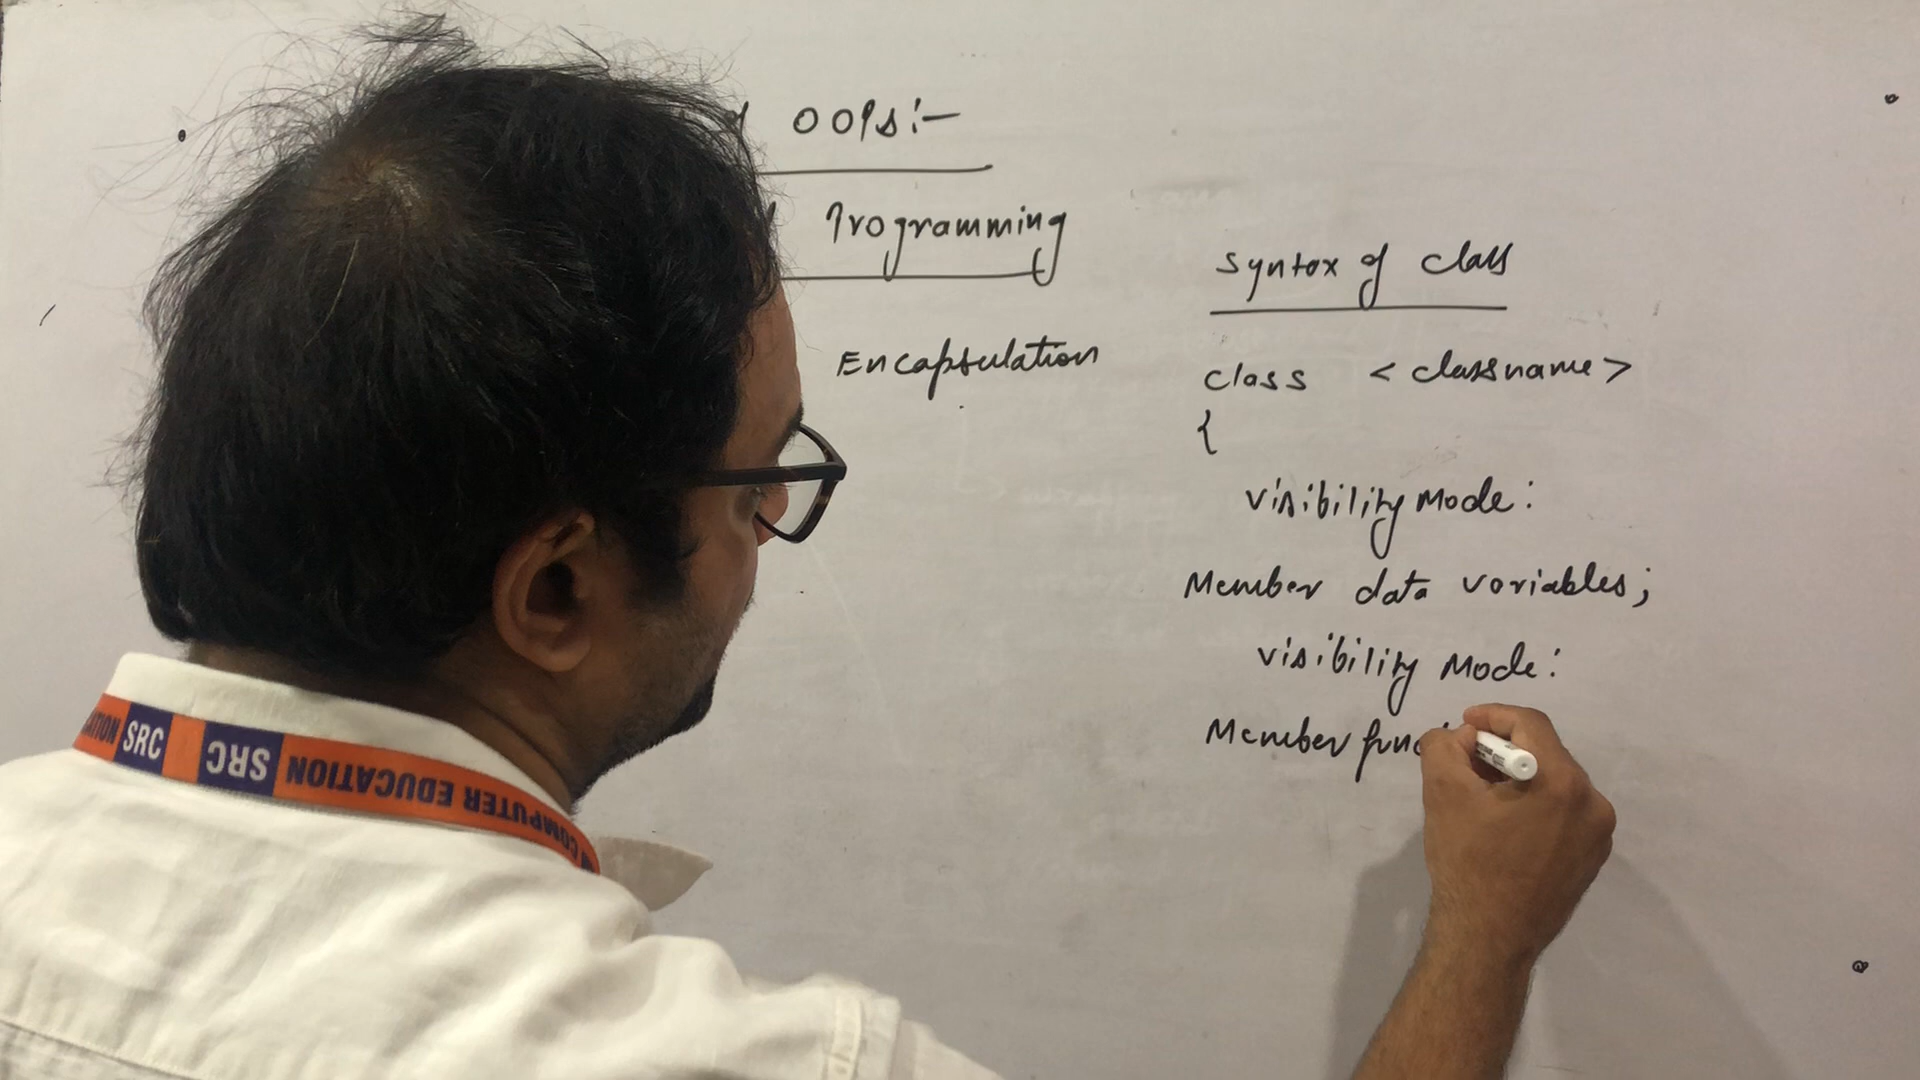 OOPs:-
Programming
Encapsulation
Syntax of class
class <classname>
{
visibility Mode:
Member data variables;
visibility Mode:
Member func
SRC SRC COMPUTER EDUCATION